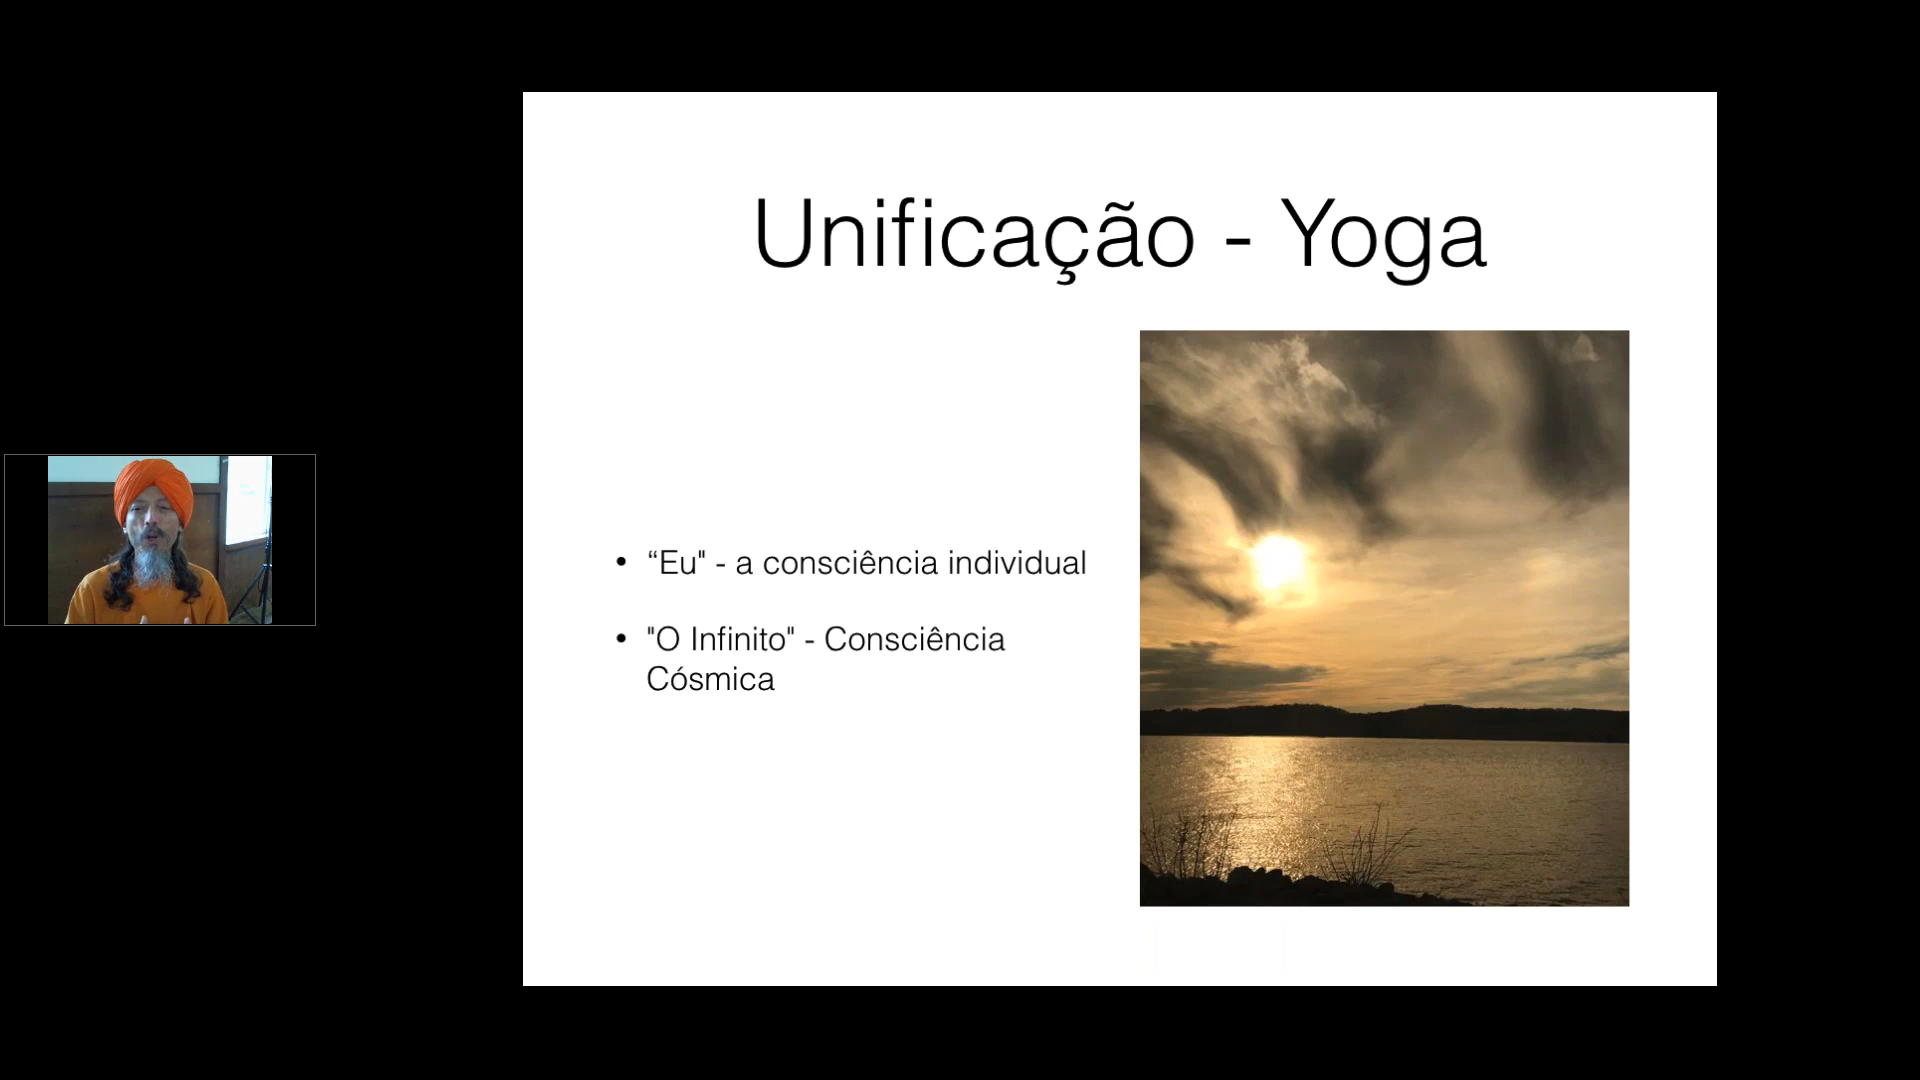 Unificação - Yoga
• “Eu" - a consciência individual
• "O Infinito" - Consciência
Cósmica